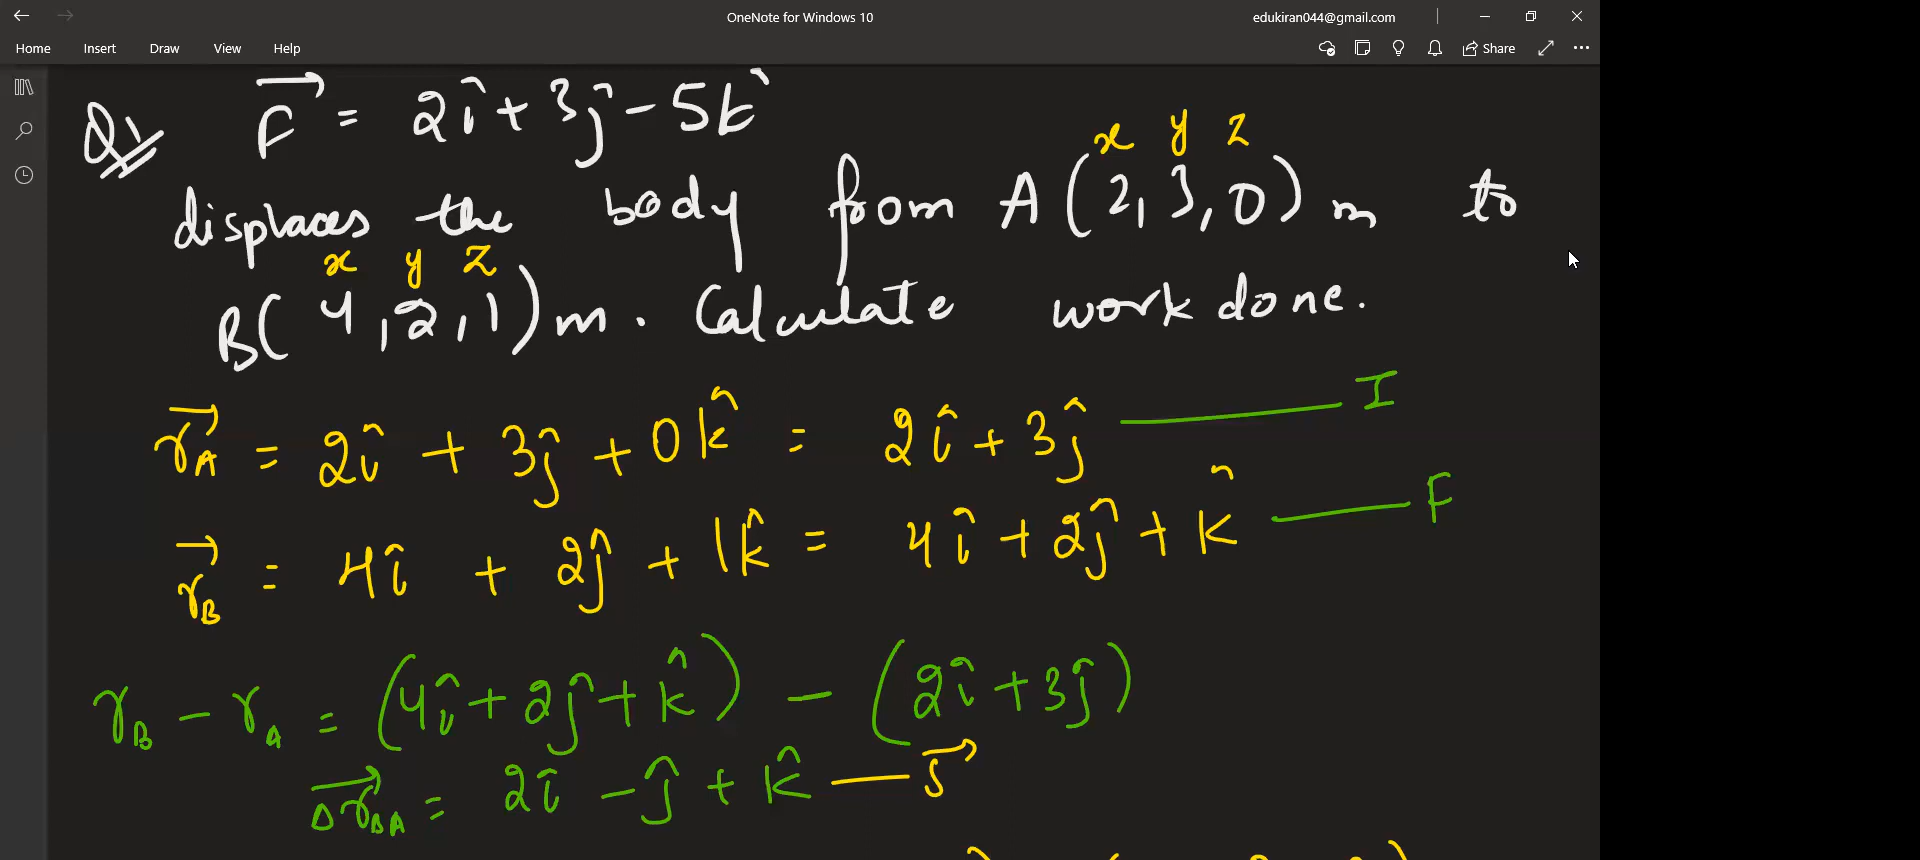 OneNote for Windows 10
edukiran044@gmail.com
Home Insert Draw View Help
Share
Q1 F⃗ = 2î + 3ĵ - 5k̂
x y z
displaces the body from A (2, 3, 0) m to
x y z
B( 4, 2, 1) m. Calculate work done.
r⃗A = 2î + 3ĵ + 0k̂ = 2î + 3ĵ — I
r⃗B = 4î + 2ĵ + 1k̂ = 4î + 2ĵ + k̂ — F
rB - rA = (4î + 2ĵ + k̂) - (2î + 3ĵ)
Δr⃗BA = 2î - ĵ + k̂ — s⃗